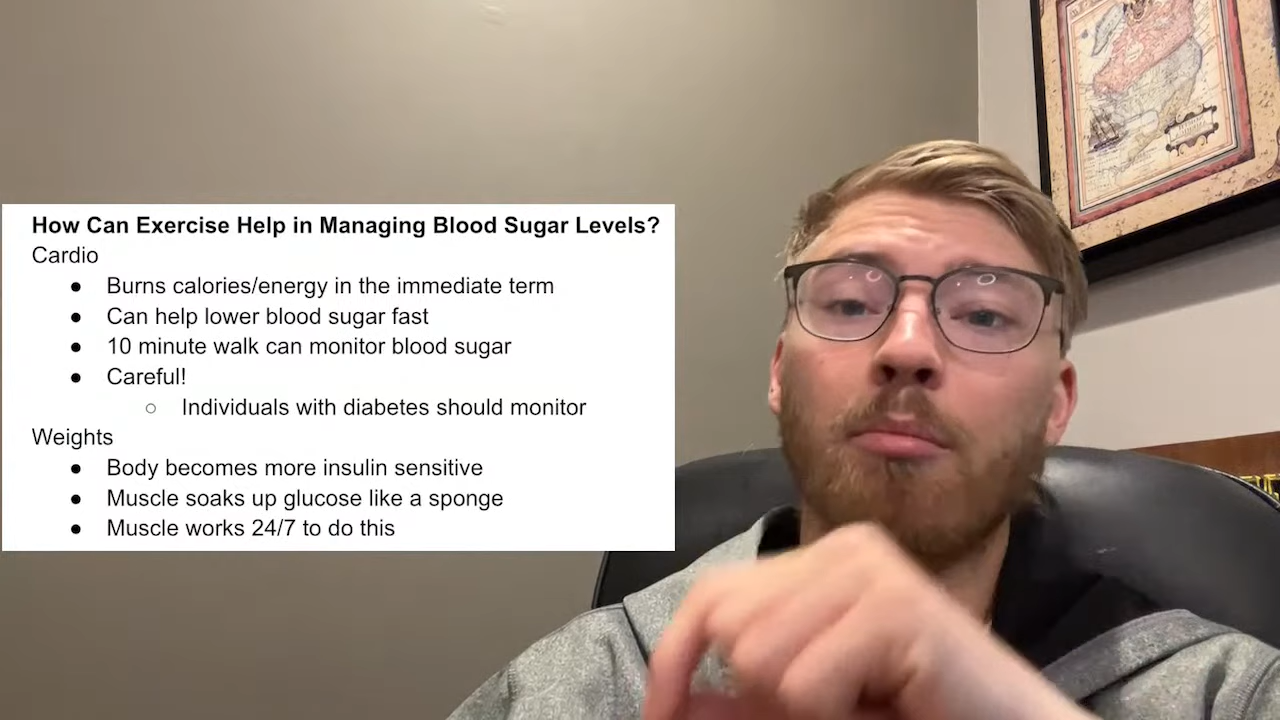 How Can Exercise Help in Managing Blood Sugar Levels?
Cardio
● Burns calories/energy in the immediate term
● Can help lower blood sugar fast
● 10 minute walk can monitor blood sugar
● Careful!
○ Individuals with diabetes should monitor
Weights
● Body becomes more insulin sensitive
● Muscle soaks up glucose like a sponge
● Muscle works 24/7 to do this